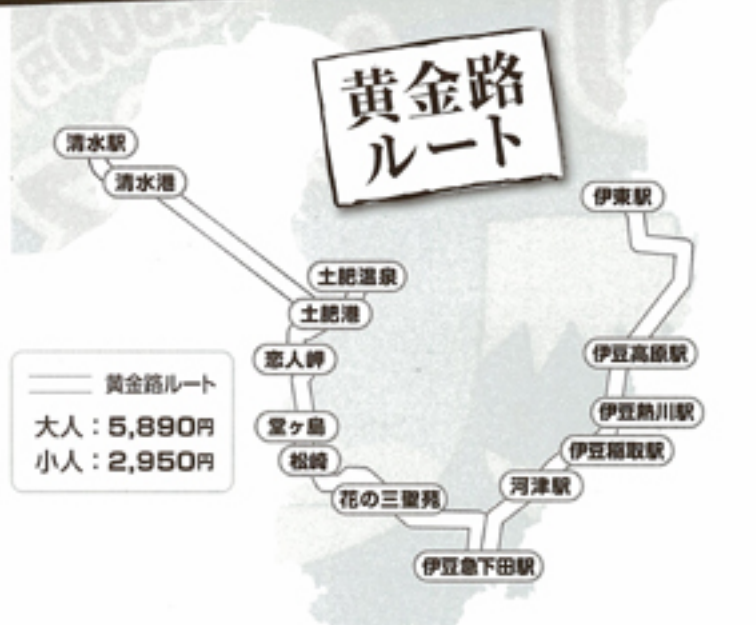 黄金路
ルート
清水駅
清水港
伊東駅
土肥温泉
土肥港
恋人岬
伊豆高原駅
黄金路ルート
大人：5,890円
小人：2,950円
堂ヶ島
伊豆熱川駅
松崎
伊豆稲取駅
花の三聖苑
河津駅
伊豆急下田駅